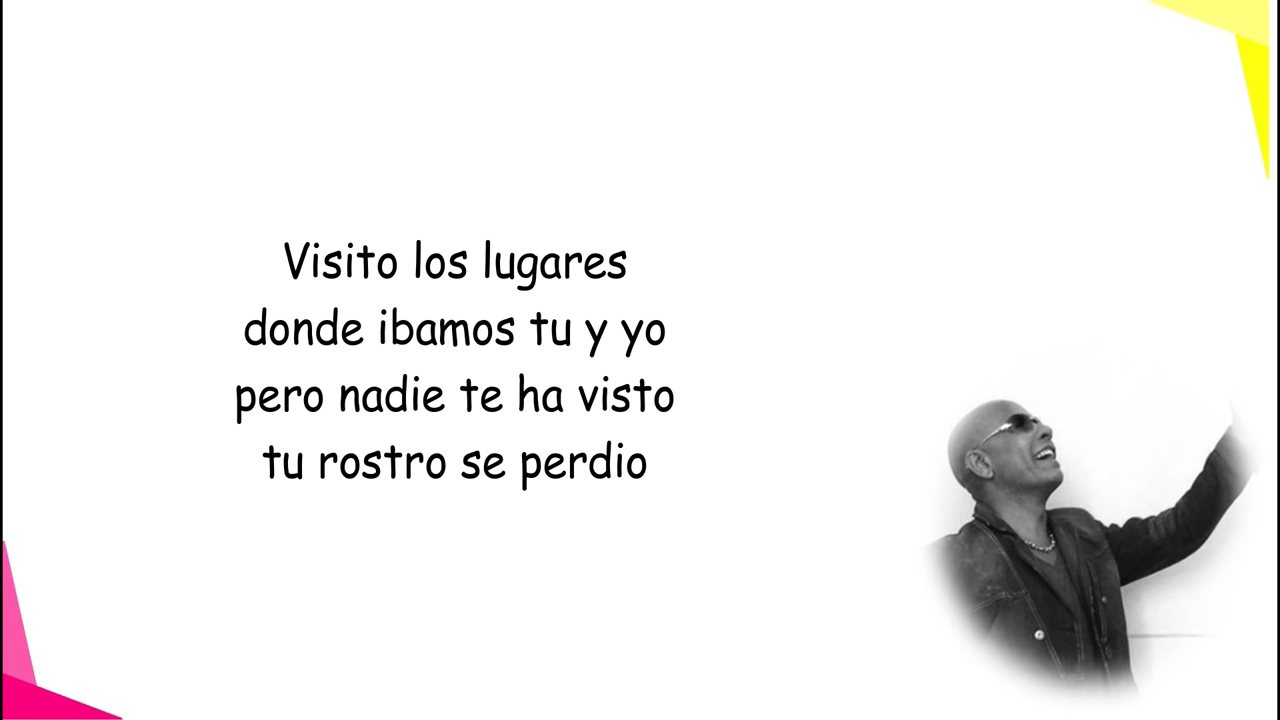 Visito los lugares
donde ibamos tu y yo
pero nadie te ha visto
tu rostro se perdio